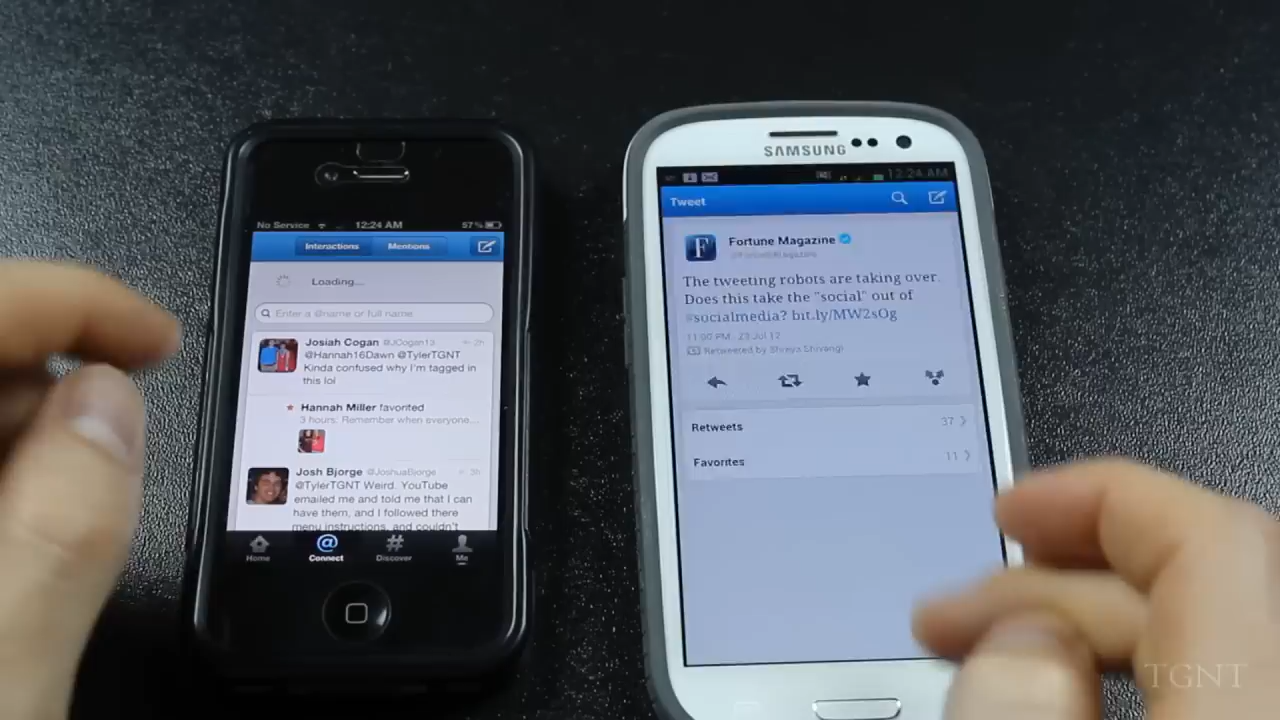 No Service
12:24 AM
57%
Interactions
Mentions
Loading...
Enter a @name or full name
Josiah Cogan @JCogan13 2h
@Hannah16Dawn @TylerTGNT
Kinda confused why I'm tagged in
this lol
Hannah Miller favorited
3 hours: Remember when everyone...
Josh Bjorge @JoshuaBjorge 3h
@TylerTGNT Weird. YouTube
emailed me and told me that I can
have them, and I followed there
menu instructions, and couldn't
Home
Connect
Discover
Me
SAMSUNG
12:24 AM
Tweet
F
Fortune Magazine
@FortuneMagazine
The tweeting robots are taking over.
Does this take the "social" out of
#socialmedia? bit.ly/MW2sOg
11:00 PM, 23 Jul 12
Retweeted by Shreya Shivangi
Retweets 37
Favorites 11
TGNT